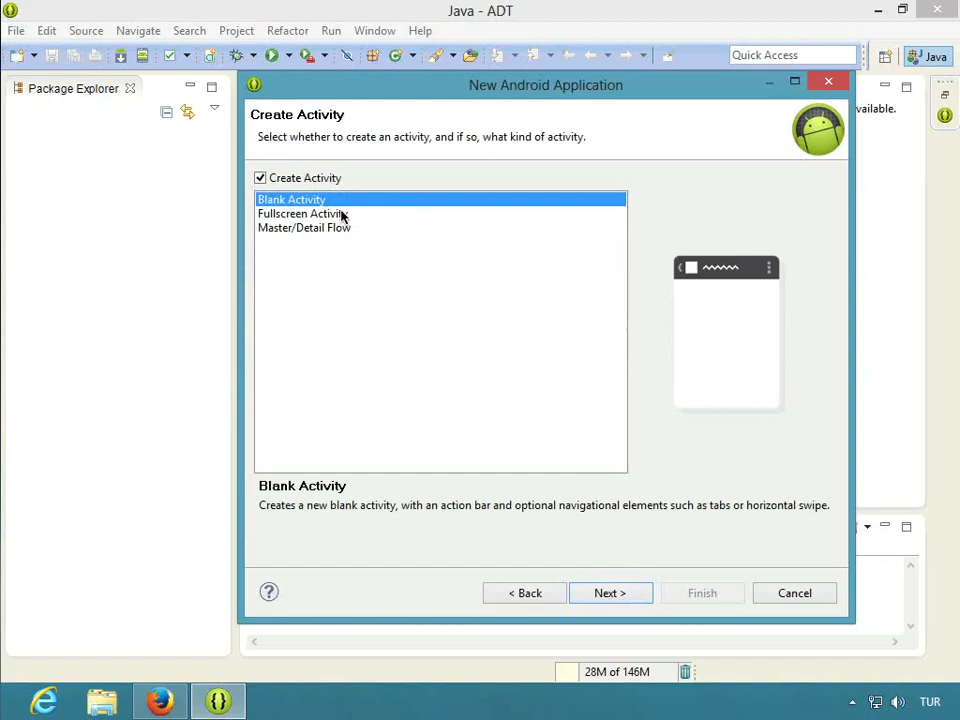 Java - ADT
File Edit Source Navigate Search Project Refactor Run Window Help
Quick Access
Java
Package Explorer
New Android Application
vailable.
Create Activity
Select whether to create an activity, and if so, what kind of activity.
Create Activity
Blank Activity
Fullscreen Activity
Master/Detail Flow
Blank Activity
Creates a new blank activity, with an action bar and optional navigational elements such as tabs or horizontal swipe.
?
< Back
Next >
Finish
Cancel
28M of 146M
TUR